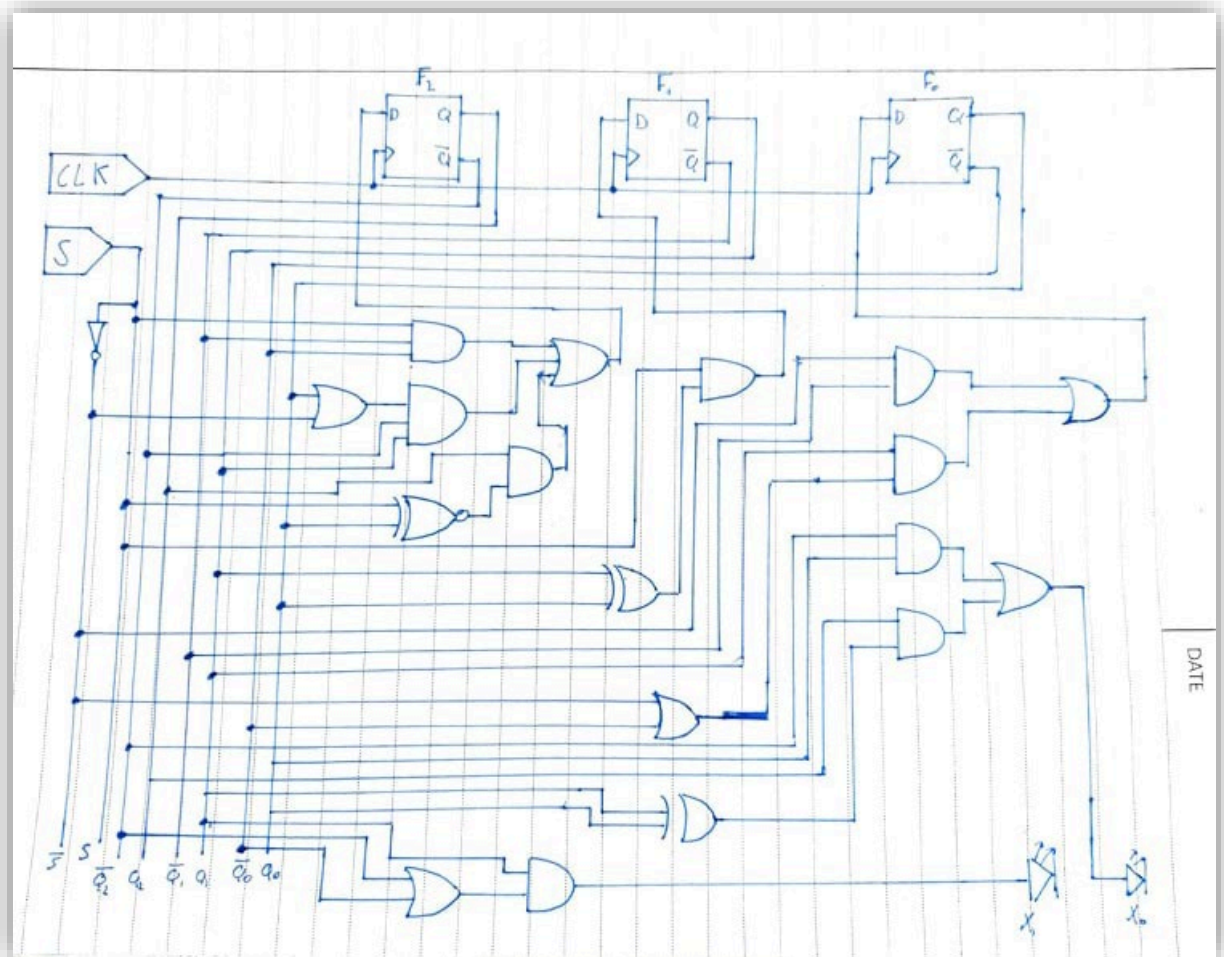 F₂ F₁ F₀
D Q D Q D Q
Q̅ Q̅ Q̅
CLK
S
DATE
S̅ S Q̅₂ Q₂ Q̅₁ Q₁ Q̅₀ Q₀
X₁ X₀